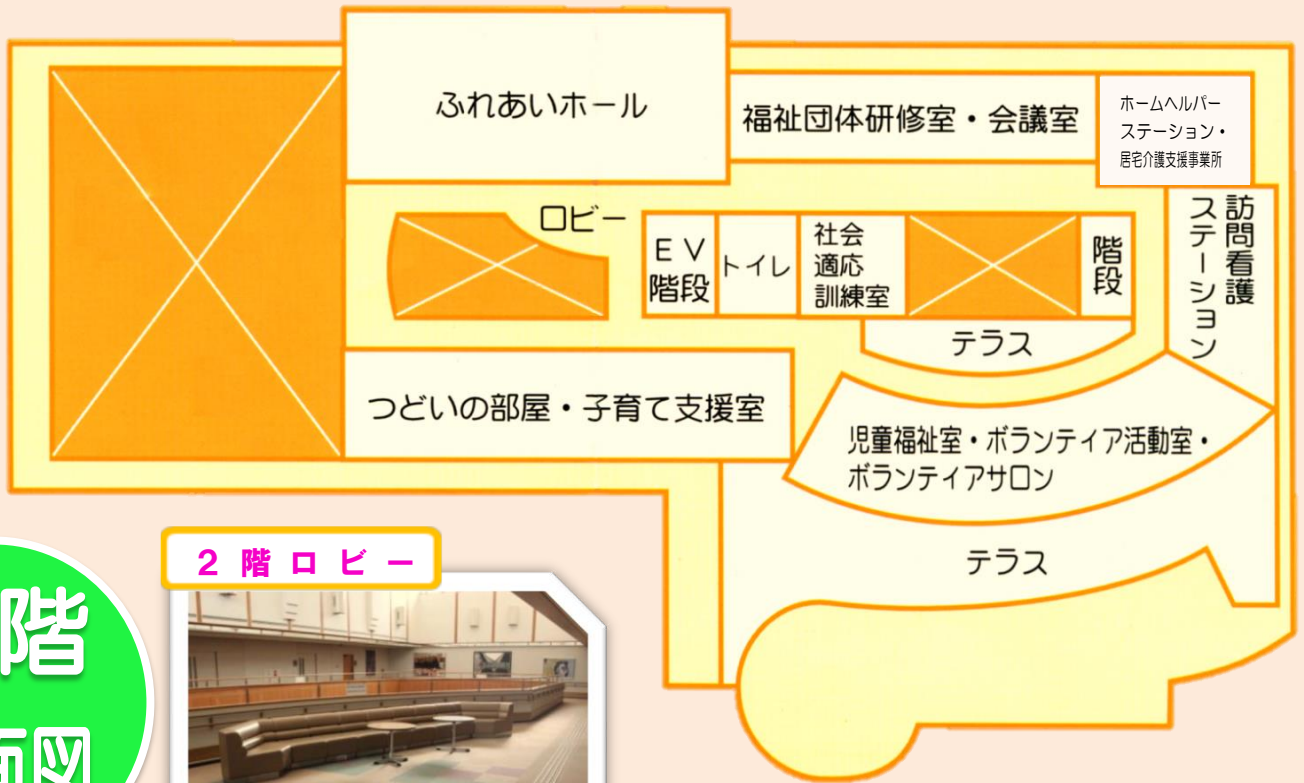 ふれあいホール
福祉団体研修室・会議室
ホームヘルパー
ステーション・
居宅介護支援事業所
ロビー
ＥＶ
階段
トイレ
社会
適応
訓練室
階段
訪問看護
ステーション
テラス
つどいの部屋・子育て支援室
児童福祉室・ボランティア活動室・
ボランティアサロン
テラス
２階ロビー
階
面図